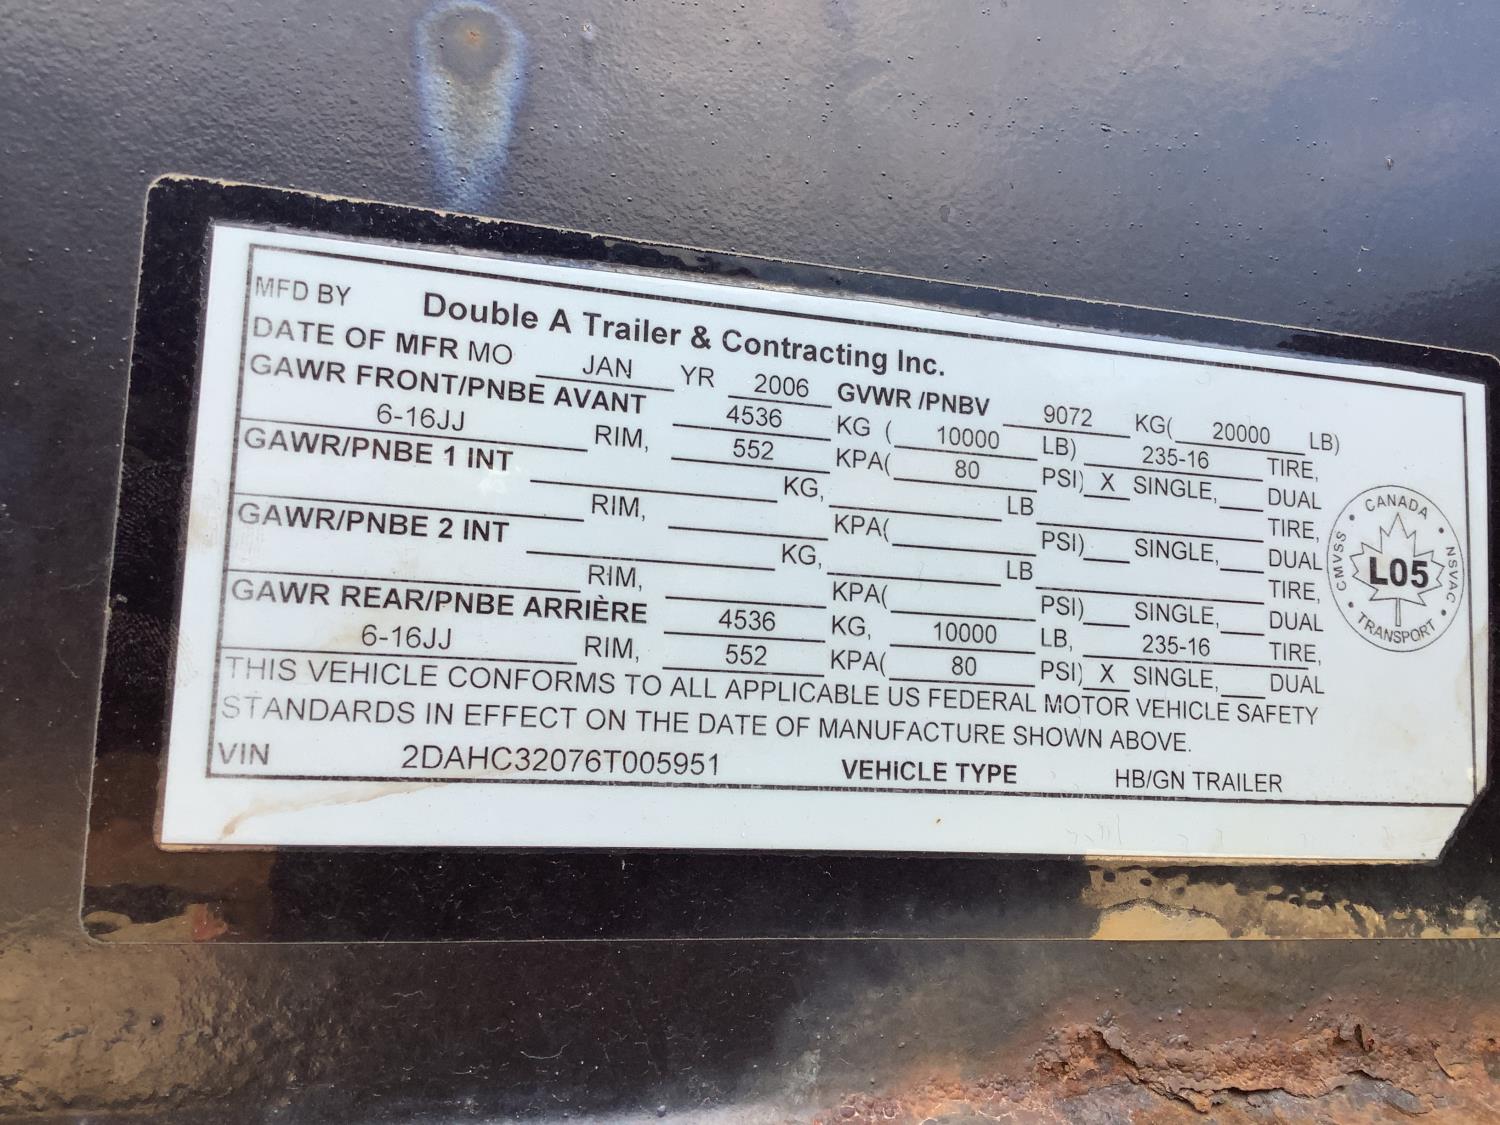 MFD BY Double A Trailer & Contracting Inc.
DATE OF MFR MO JAN YR 2006 GVWR /PNBV 9072 KG( 20000 LB)
GAWR FRONT/PNBE AVANT 4536 KG ( 10000 LB) 235-16 TIRE,
6-16JJ RIM, 552 KPA( 80 PSI) X SINGLE, DUAL
GAWR/PNBE 1 INT KG, LB TIRE,
RIM, KPA( PSI) SINGLE, DUAL
GAWR/PNBE 2 INT KG, LB TIRE,
RIM, KPA( PSI) SINGLE, DUAL
GAWR REAR/PNBE ARRIÈRE 4536 KG, 10000 LB, 235-16 TIRE,
6-16JJ RIM, 552 KPA( 80 PSI) X SINGLE, DUAL
THIS VEHICLE CONFORMS TO ALL APPLICABLE US FEDERAL MOTOR VEHICLE SAFETY
STANDARDS IN EFFECT ON THE DATE OF MANUFACTURE SHOWN ABOVE.
VIN 2DAHC32076T005951 VEHICLE TYPE HB/GN TRAILER
CANADA
CMVSS
NSVAC
L05
TRANSPORT